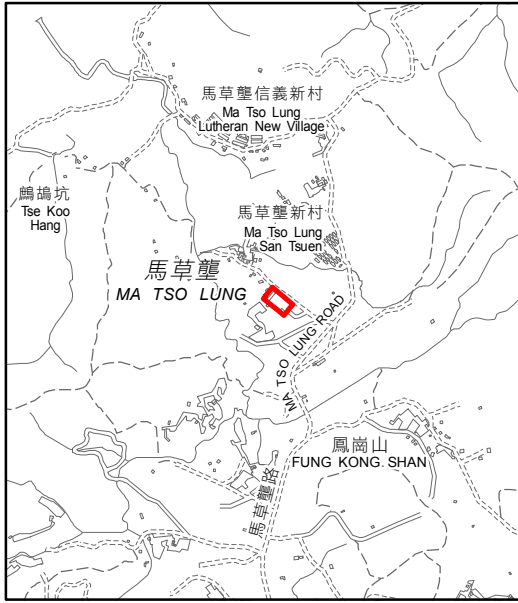 馬草壟信義新村
Ma Tso Lung
Lutheran New Village
鷓鴣坑
Tse Koo
Hang
馬草壟新村
Ma Tso Lung
San Tsuen
馬草壟
MA TSO LUNG
MA TSO LUNG ROAD
鳳崗山
FUNG KONG SHAN
馬草壟路